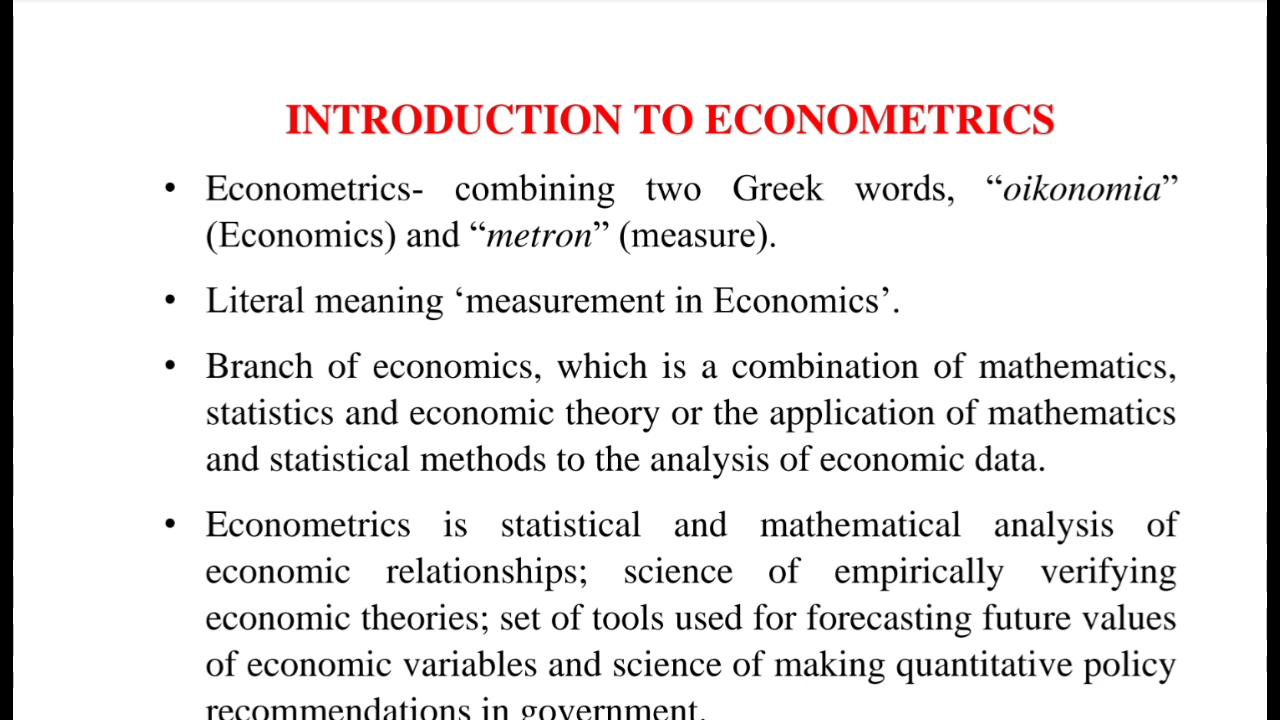 INTRODUCTION TO ECONOMETRICS
• Econometrics- combining two Greek words, “oikonomia”
(Economics) and “metron” (measure).
• Literal meaning ‘measurement in Economics’.
• Branch of economics, which is a combination of mathematics,
statistics and economic theory or the application of mathematics
and statistical methods to the analysis of economic data.
• Econometrics is statistical and mathematical analysis of
economic relationships; science of empirically verifying
economic theories; set of tools used for forecasting future values
of economic variables and science of making quantitative policy
recommendations in government.